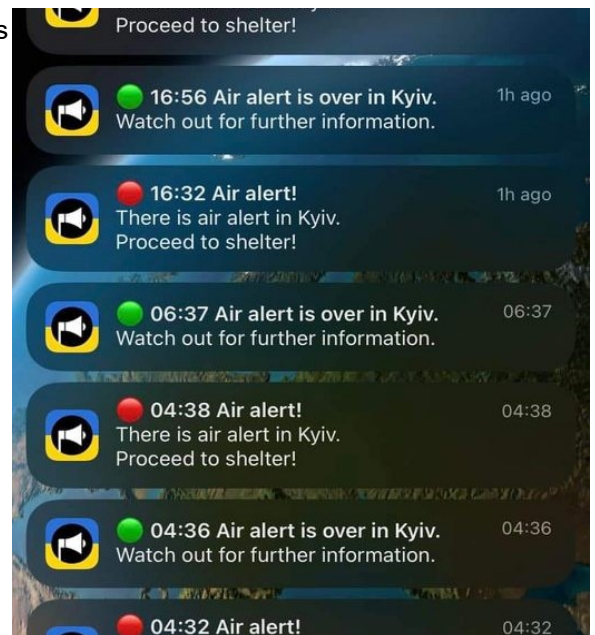 s
Proceed to shelter!
🟢 16:56 Air alert is over in Kyiv. 1h ago
Watch out for further information.
🔴 16:32 Air alert! 1h ago
There is air alert in Kyiv.
Proceed to shelter!
🟢 06:37 Air alert is over in Kyiv. 06:37
Watch out for further information.
🔴 04:38 Air alert! 04:38
There is air alert in Kyiv.
Proceed to shelter!
🟢 04:36 Air alert is over in Kyiv. 04:36
Watch out for further information.
🔴 04:32 Air alert! 04:32